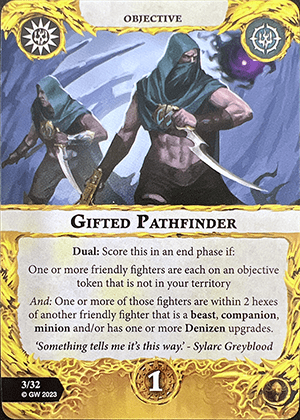 OBJECTIVE
GIFTED PATHFINDER
Dual: Score this in an end phase if:
One or more friendly fighters are each on an objective
token that is not in your territory
And: One or more of those fighters are within 2 hexes
of another friendly fighter that is a beast, companion,
minion and/or has one or more Denizen upgrades.
'Something tells me it's this way.' - Sylarc Greyblood
3/32
© GW 2023
1